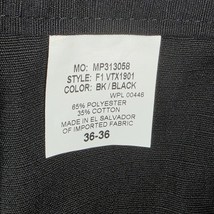 MO: MP313058
STYLE: F1 VTX1901
COLOR: BK/BLACK
WPL 00446
65% POLYESTER
35% COTTON
MADE IN EL SALVADOR
OF IMPORTED FABRIC
36-36